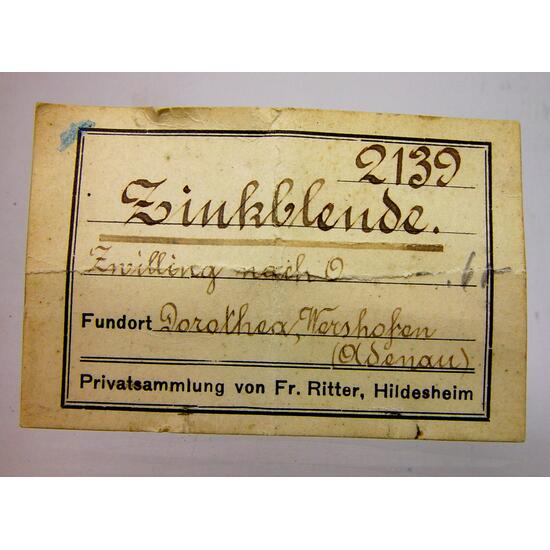 2139
Zinkblende.
Zwilling nach O
Fundort Dorothea, Wershofen
(Adenau)
Privatsammlung von Fr. Ritter, Hildesheim